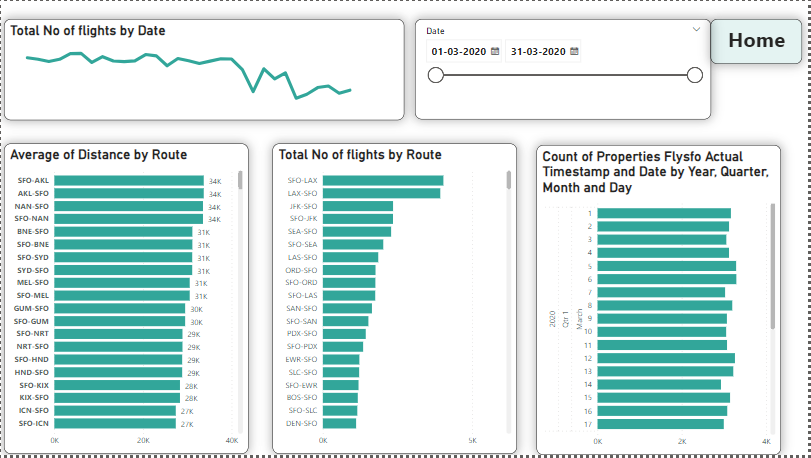 Total No of flights by Date
Date
01-03-2020
31-03-2020
Home
Average of Distance by Route
SFO-AKL 34K
AKL-SFO 34K
NAN-SFO 34K
SFO-NAN 34K
BNE-SFO 31K
SFO-BNE 31K
SFO-SYD 31K
SYD-SFO 31K
MEL-SFO 31K
SFO-MEL 31K
GUM-SFO 30K
SFO-GUM 30K
SFO-NRT 29K
NRT-SFO 29K
SFO-HND 29K
HND-SFO 29K
SFO-KIX 28K
KIX-SFO 28K
ICN-SFO 27K
SFO-ICN 27K
0K 20K 40K
Total No of flights by Route
SFO-LAX
LAX-SFO
JFK-SFO
SFO-JFK
SEA-SFO
SFO-SEA
LAS-SFO
ORD-SFO
SFO-ORD
SFO-LAS
SAN-SFO
SFO-SAN
PDX-SFO
SFO-PDX
EWR-SFO
SLC-SFO
SFO-EWR
BOS-SFO
SFO-SLC
DEN-SFO
0K 5K
Count of Properties Flysfo Actual
Timestamp and Date by Year, Quarter,
Month and Day
2020
Qtr 1
March
1
2
3
4
5
6
7
8
9
10
11
12
13
14
15
16
17
0K 2K 4K